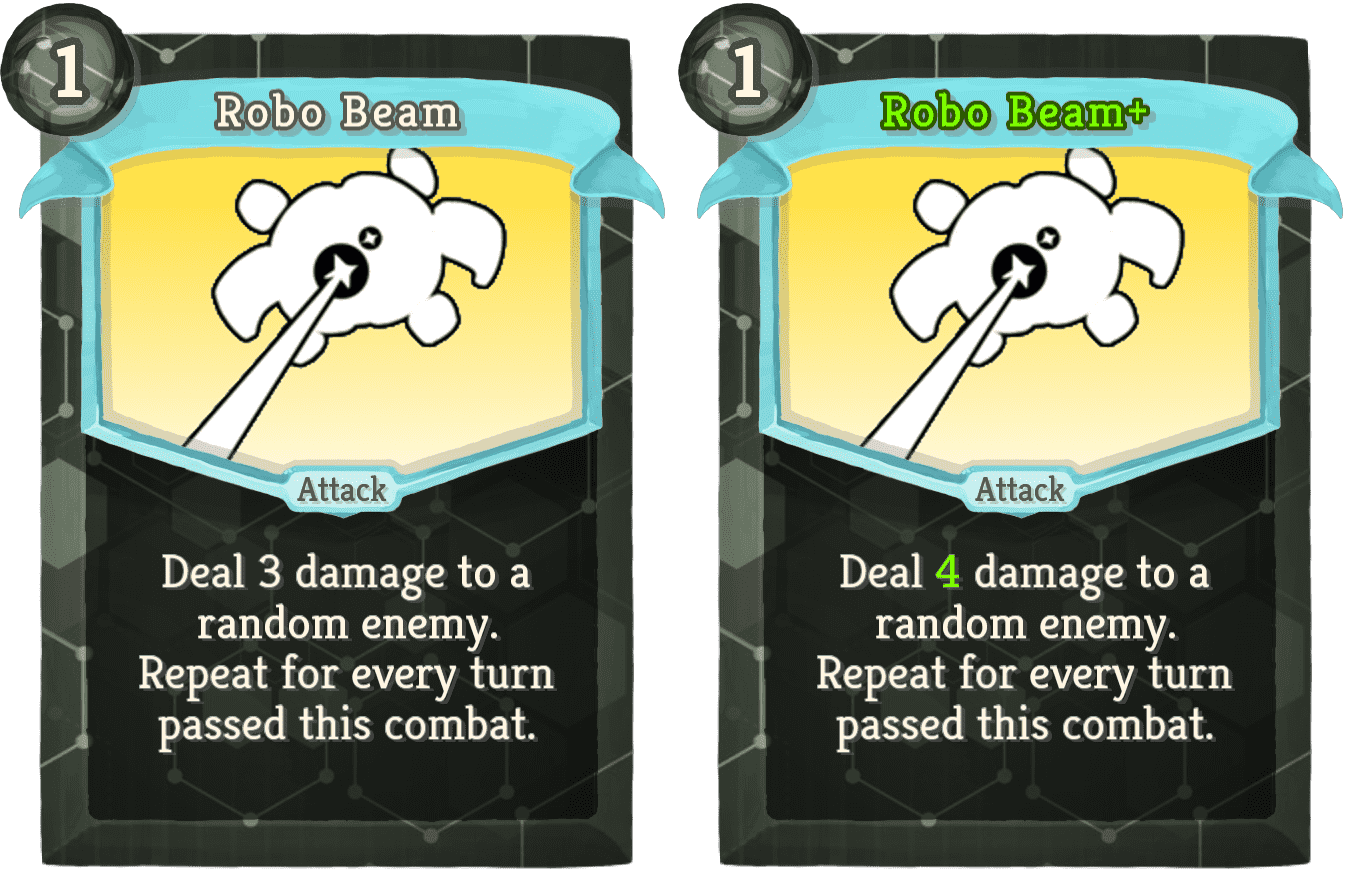 1
Robo Beam
Attack
Deal 3 damage to a
random enemy.
Repeat for every turn
passed this combat.
1
Robo Beam+
Attack
Deal 4 damage to a
random enemy.
Repeat for every turn
passed this combat.